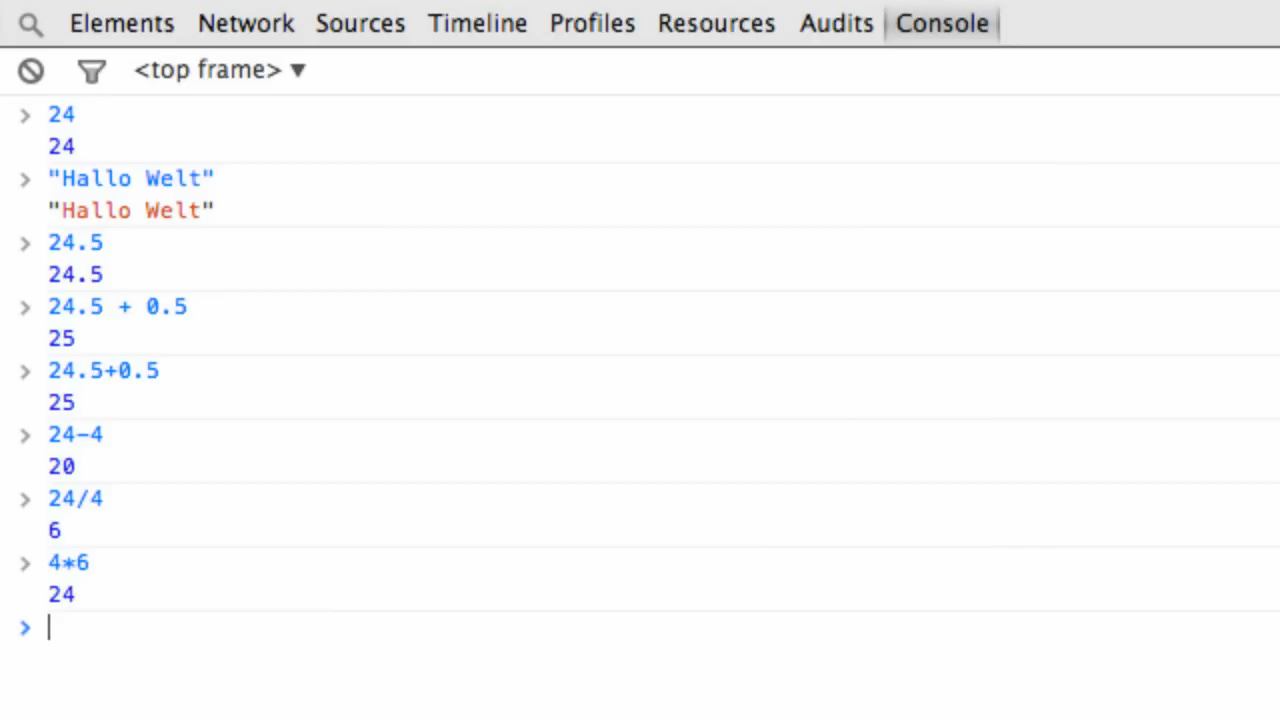 Elements Network Sources Timeline Profiles Resources Audits Console
<top frame> ▼
> 24
24
> "Hallo Welt"
"Hallo Welt"
> 24.5
24.5
> 24.5 + 0.5
25
> 24.5+0.5
25
> 24-4
20
> 24/4
6
> 4*6
24
>